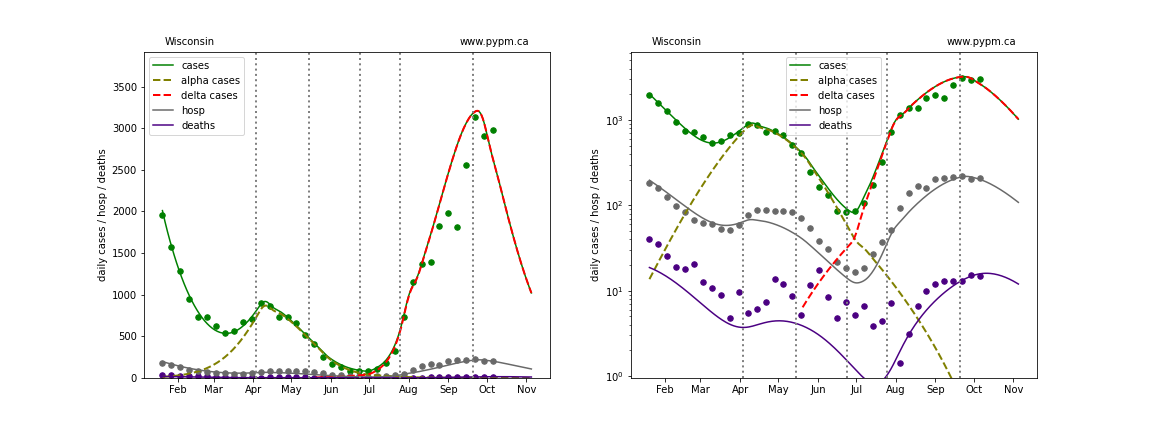 Wisconsin
www.pypm.ca
cases
alpha cases
delta cases
hosp
deaths
daily cases / hosp / deaths
3500
3000
2500
2000
1500
1000
500
0
Feb Mar Apr May Jun Jul Aug Sep Oct Nov
Wisconsin
www.pypm.ca
cases
alpha cases
delta cases
hosp
deaths
daily cases / hosp / deaths
10³
10²
10¹
10⁰
Feb Mar Apr May Jun Jul Aug Sep Oct Nov